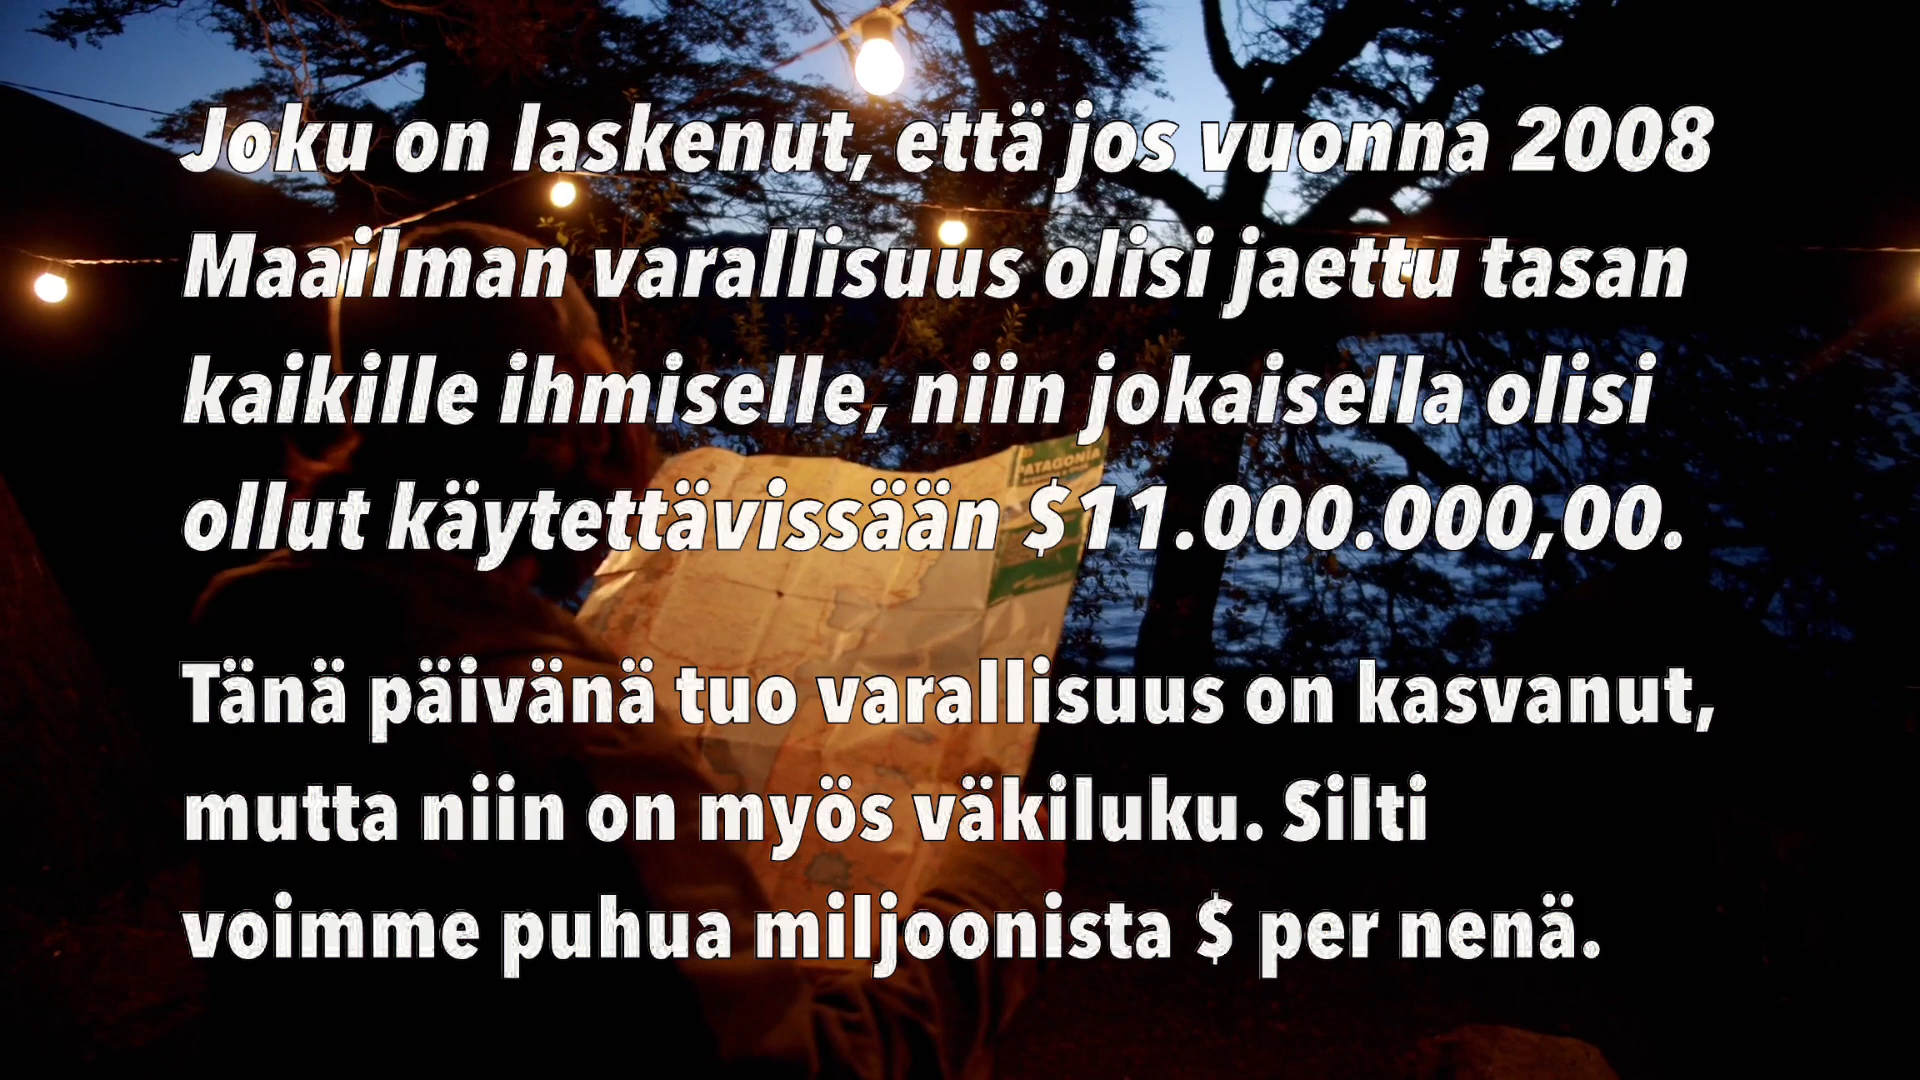 Joku on laskenut, että jos vuonna 2008
Maailman varallisuus olisi jaettu tasan
kaikille ihmiselle, niin jokaisella olisi
ollut käytettävissään $11.000.000,00.
Tänä päivänä tuo varallisuus on kasvanut,
mutta niin on myös väkiluku. Silti
voimme puhua miljoonista $ per nenä.
PATAGONIA